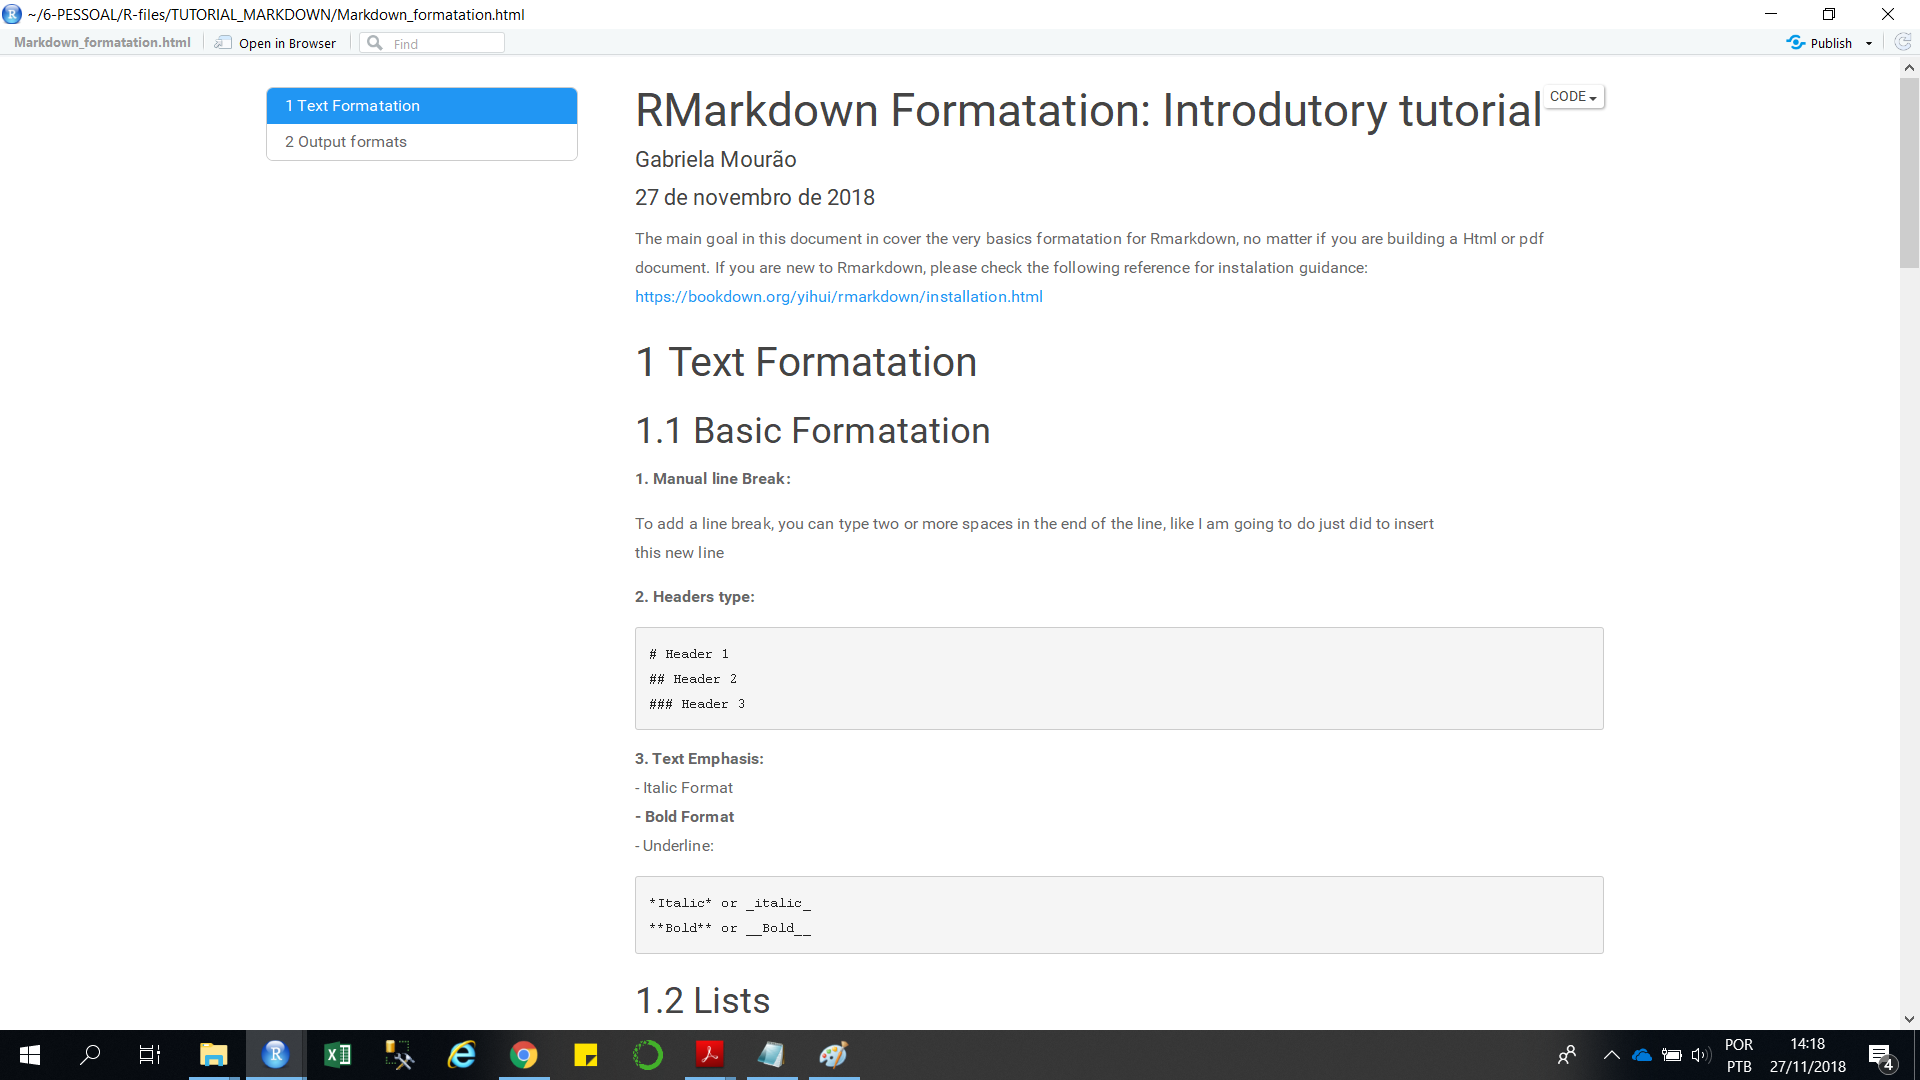 ~/6-PESSOAL/R-files/TUTORIAL_MARKDOWN/Markdown_formatation.html
Markdown_formatation.html
Open in Browser
Find
Publish
1 Text Formatation
2 Output formats
RMarkdown Formatation: Introdutory tutorial
CODE
Gabriela Mourão
27 de novembro de 2018
The main goal in this document in cover the very basics formatation for Rmarkdown, no matter if you are building a Html or pdf
document. If you are new to Rmarkdown, please check the following reference for instalation guidance:
https://bookdown.org/yihui/rmarkdown/installation.html
1 Text Formatation
1.1 Basic Formatation
1. Manual line Break:
To add a line break, you can type two or more spaces in the end of the line, like I am going to do just did to insert
this new line
2. Headers type:
# Header 1
## Header 2
### Header 3
3. Text Emphasis:
- Italic Format
- Bold Format
- Underline:
*Italic* or _italic_
**Bold** or __Bold__
1.2 Lists
POR
PTB
14:18
27/11/2018
4